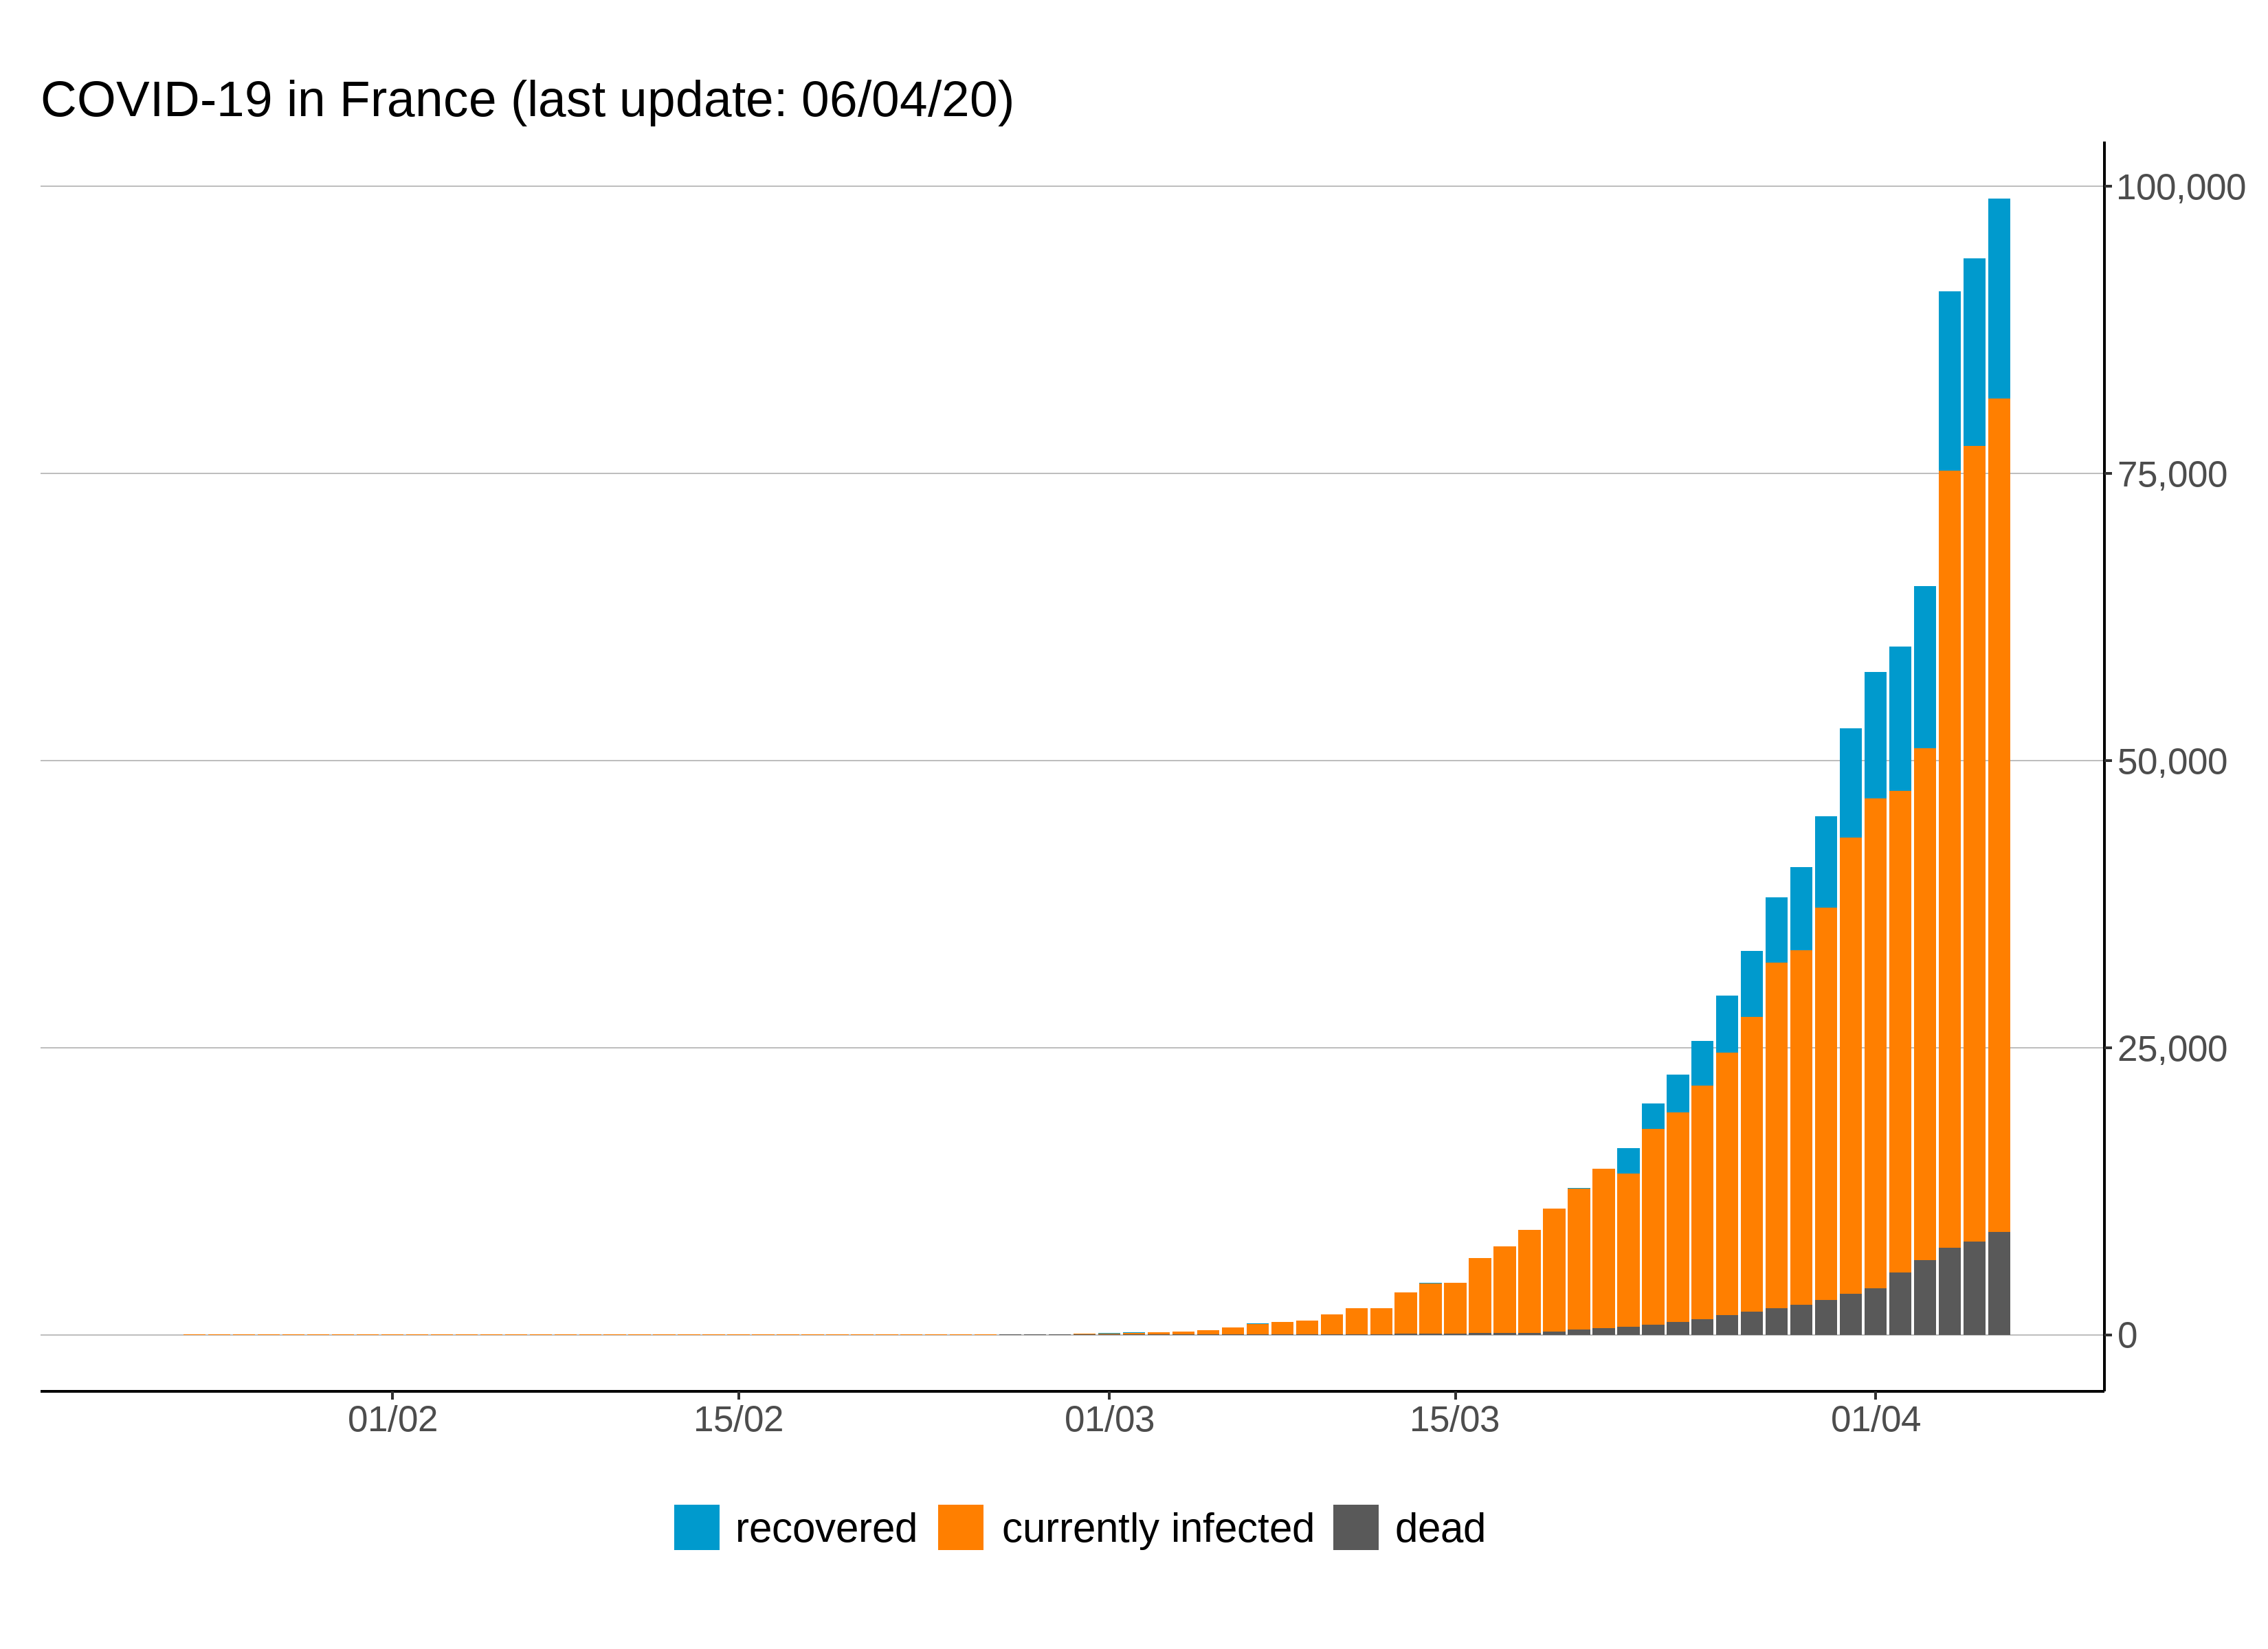 COVID-19 in France (last update: 06/04/20)
100,000
75,000
50,000
25,000
0
01/02 15/02 01/03 15/03 01/04
recovered currently infected dead